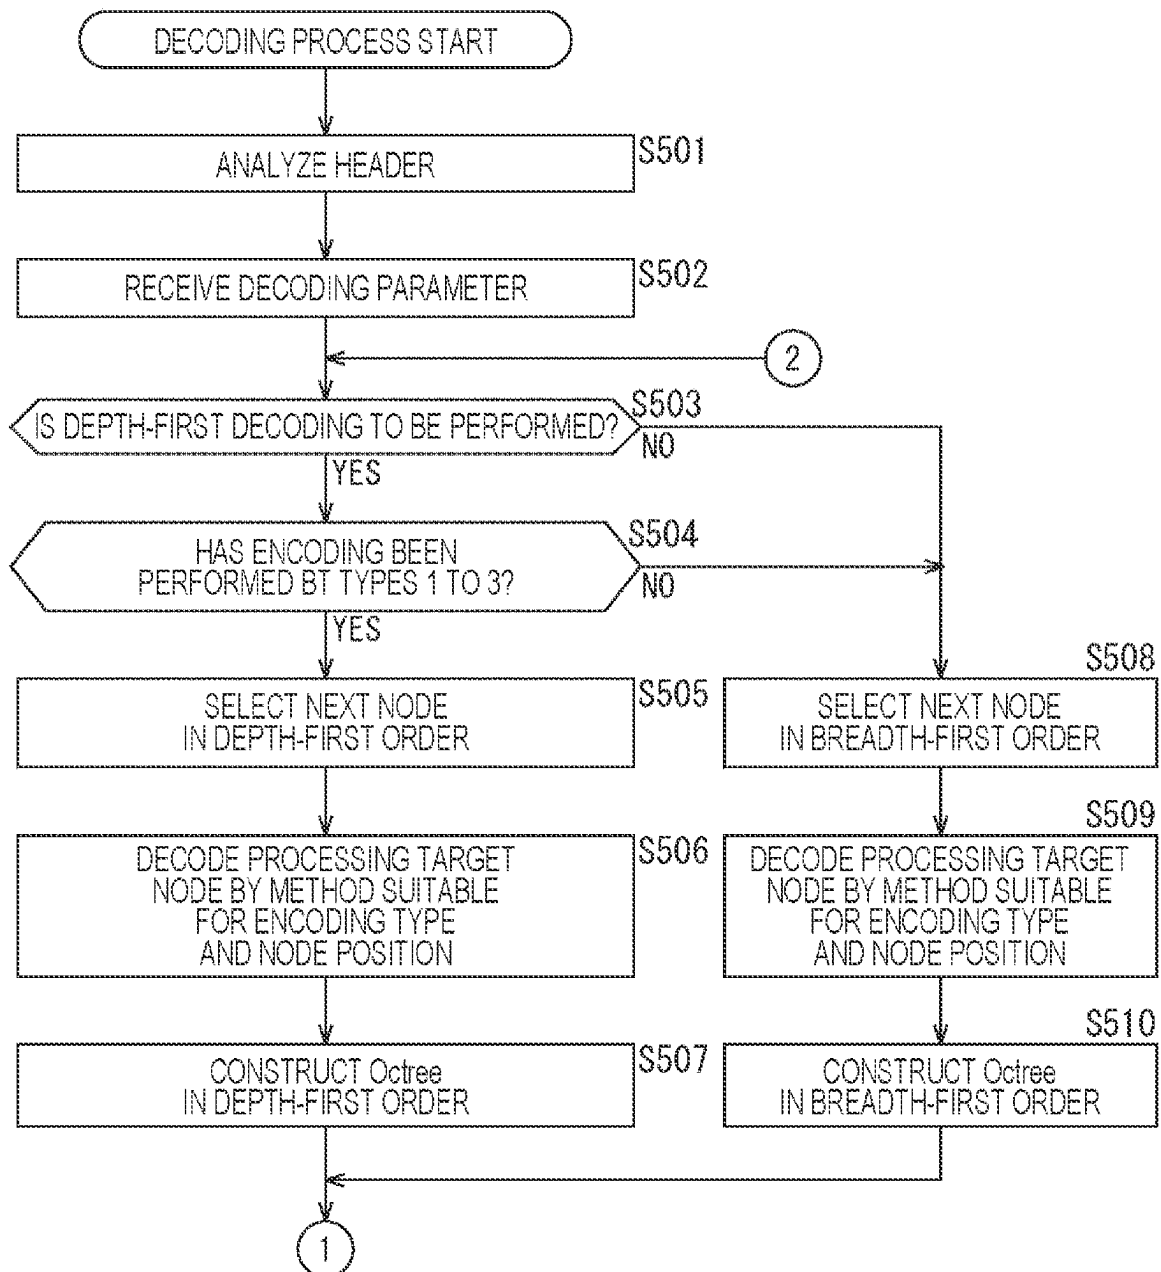 DECODING PROCESS START
S501
ANALYZE HEADER
S502
RECEIVE DECODING PARAMETER
2
S503
IS DEPTH-FIRST DECODING TO BE PERFORMED?
NO
YES
S504
HAS ENCODING BEEN
PERFORMED BT TYPES 1 TO 3?
NO
YES
S505
SELECT NEXT NODE
IN DEPTH-FIRST ORDER
S508
SELECT NEXT NODE
IN BREADTH-FIRST ORDER
S506
DECODE PROCESSING TARGET
NODE BY METHOD SUITABLE
FOR ENCODING TYPE
AND NODE POSITION
S509
DECODE PROCESSING TARGET
NODE BY METHOD SUITABLE
FOR ENCODING TYPE
AND NODE POSITION
S507
CONSTRUCT Octree
IN DEPTH-FIRST ORDER
S510
CONSTRUCT Octree
IN BREADTH-FIRST ORDER
1